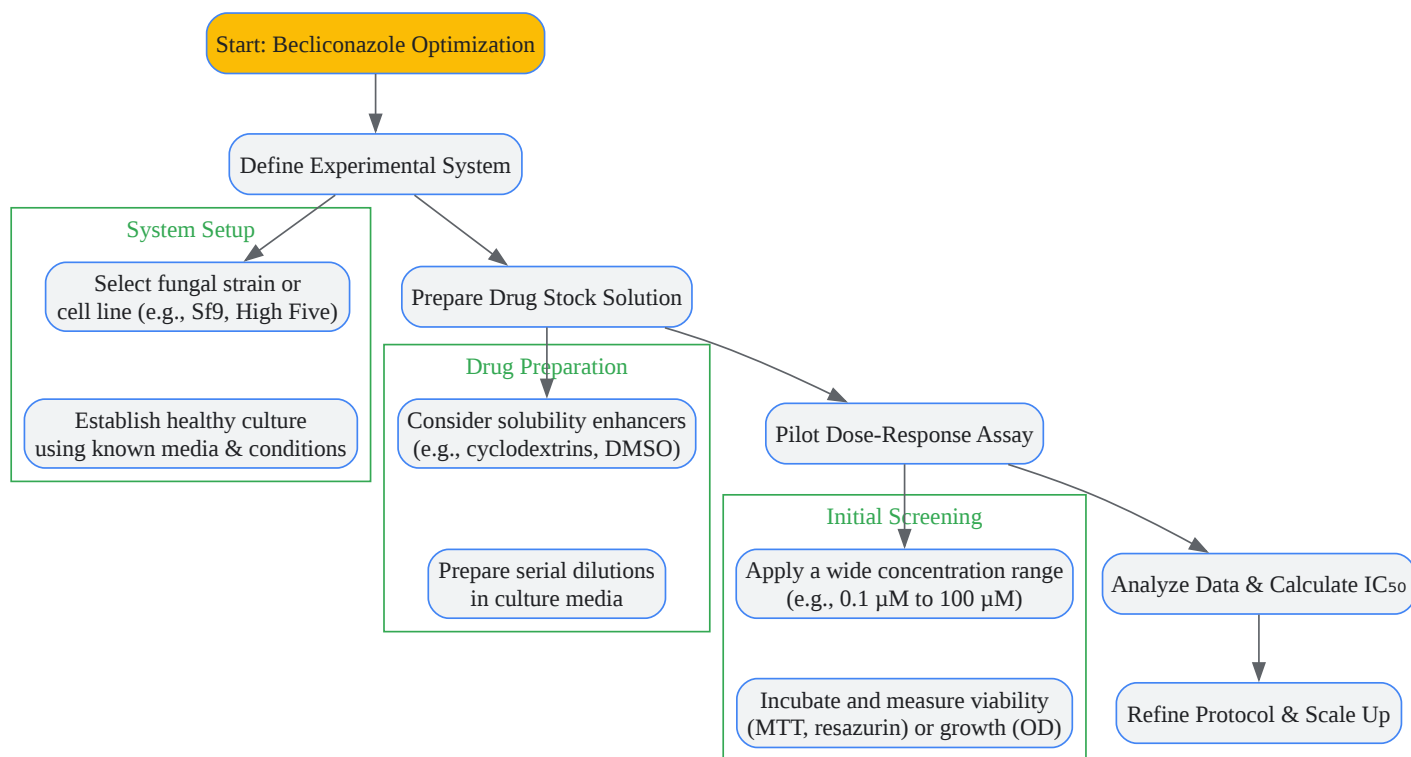 Start: Becliconazole Optimization
Define Experimental System
System Setup
Select fungal strain or
cell line (e.g., Sf9, High Five)
Establish healthy culture
using known media & conditions
Prepare Drug Stock Solution
Drug Preparation
Consider solubility enhancers
(e.g., cyclodextrins, DMSO)
Prepare serial dilutions
in culture media
Pilot Dose-Response Assay
Initial Screening
Apply a wide concentration range
(e.g., 0.1 µM to 100 µM)
Incubate and measure viability
(MTT, resazurin) or growth (OD)
Analyze Data & Calculate IC₅₀
Refine Protocol & Scale Up